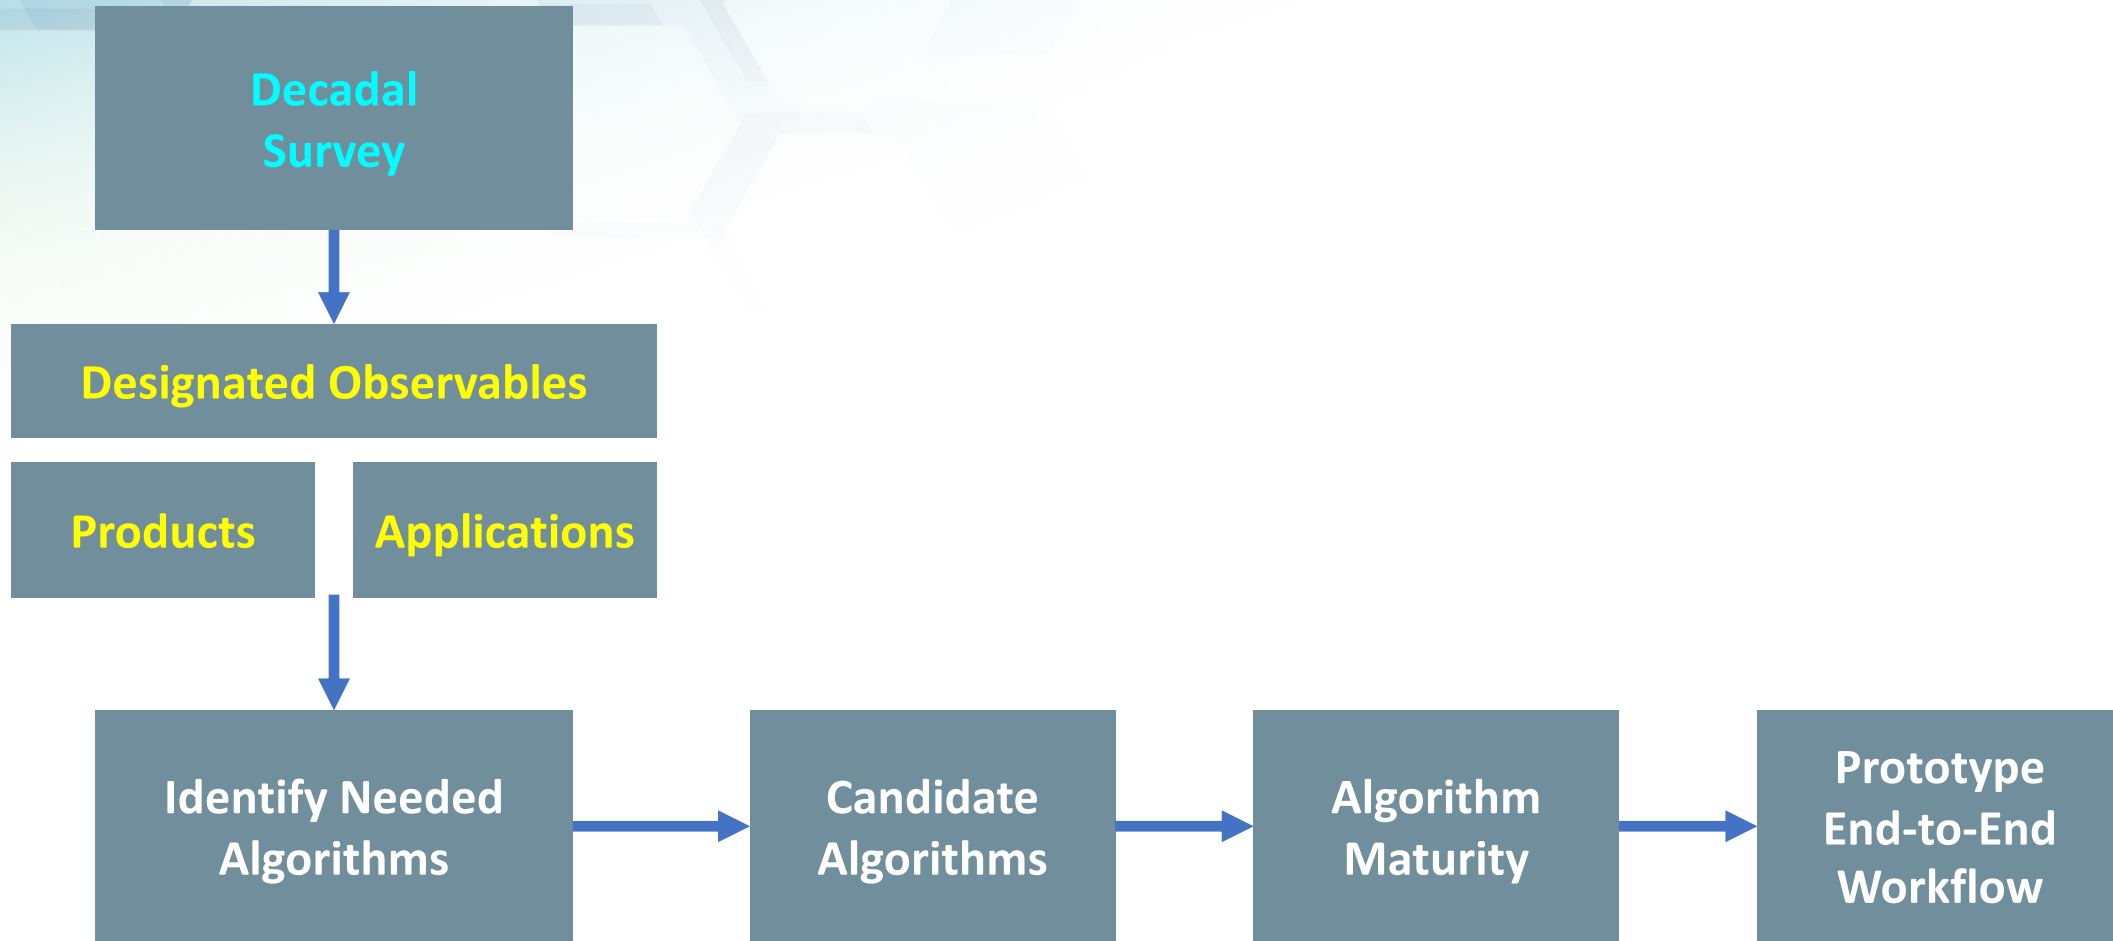 Decadal
Survey
Designated Observables
Products
Applications
Identify Needed
Algorithms
Candidate
Algorithms
Algorithm
Maturity
Prototype
End-to-End
Workflow